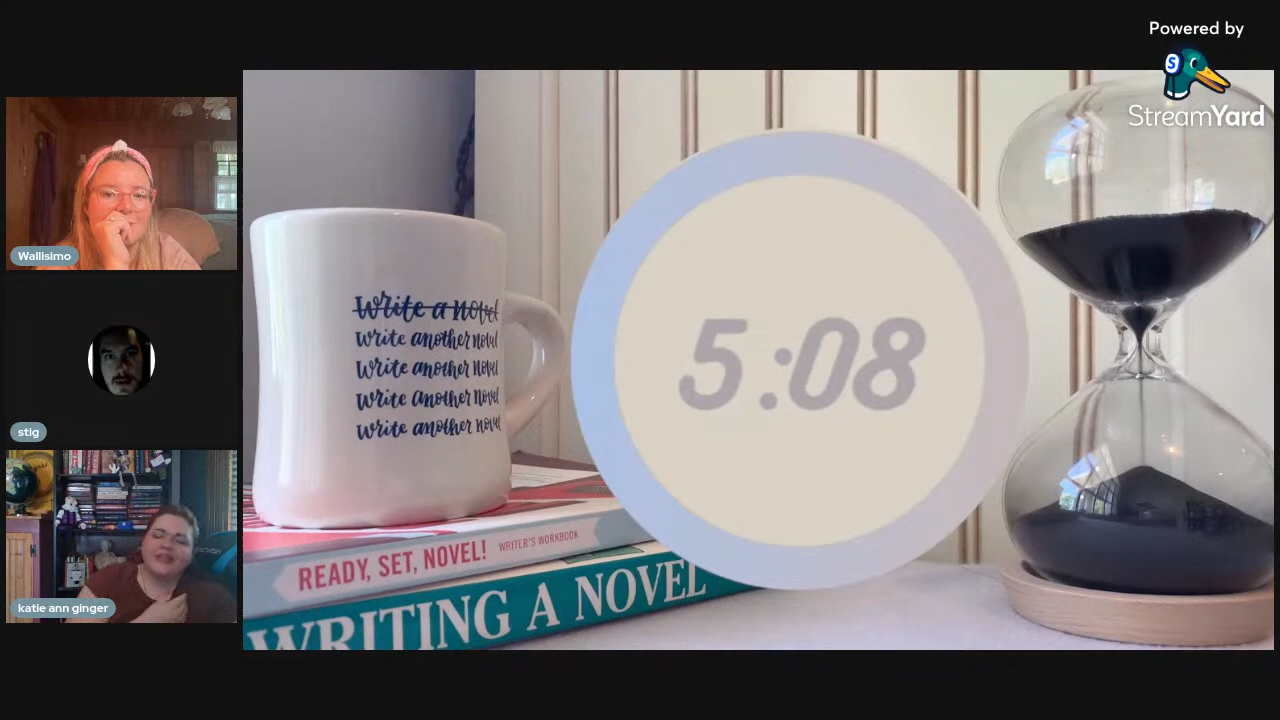 Powered by
S
StreamYard
Wallisimo
stig
katie ann ginger
Write a novel
Write another novel
Write another novel
Write another novel
Write another novel
5:08
READY, SET, NOVEL! WRITER'S WORKBOOK
WRITING A NOVEL